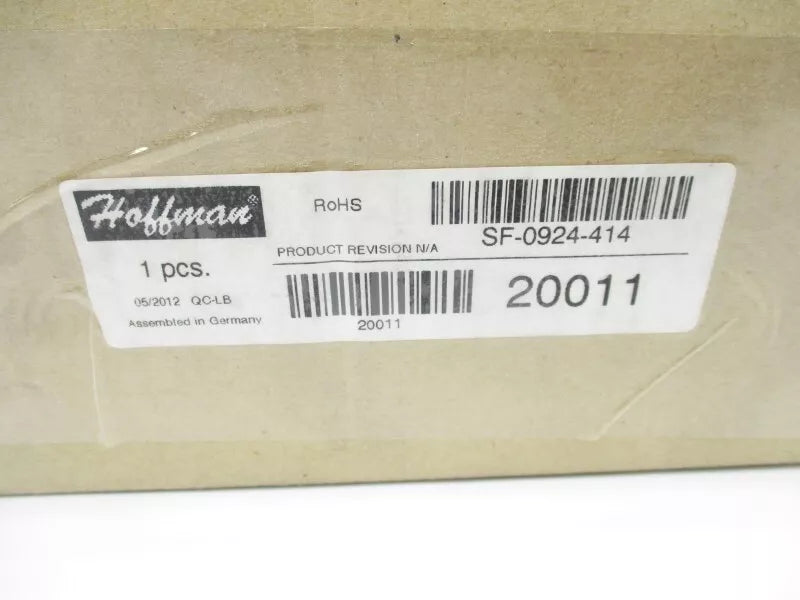 Hoffman®
RoHS
SF-0924-414
PRODUCT REVISION N/A
1 pcs.
05/2012 QC-LB
Assembled in Germany
20011
20011